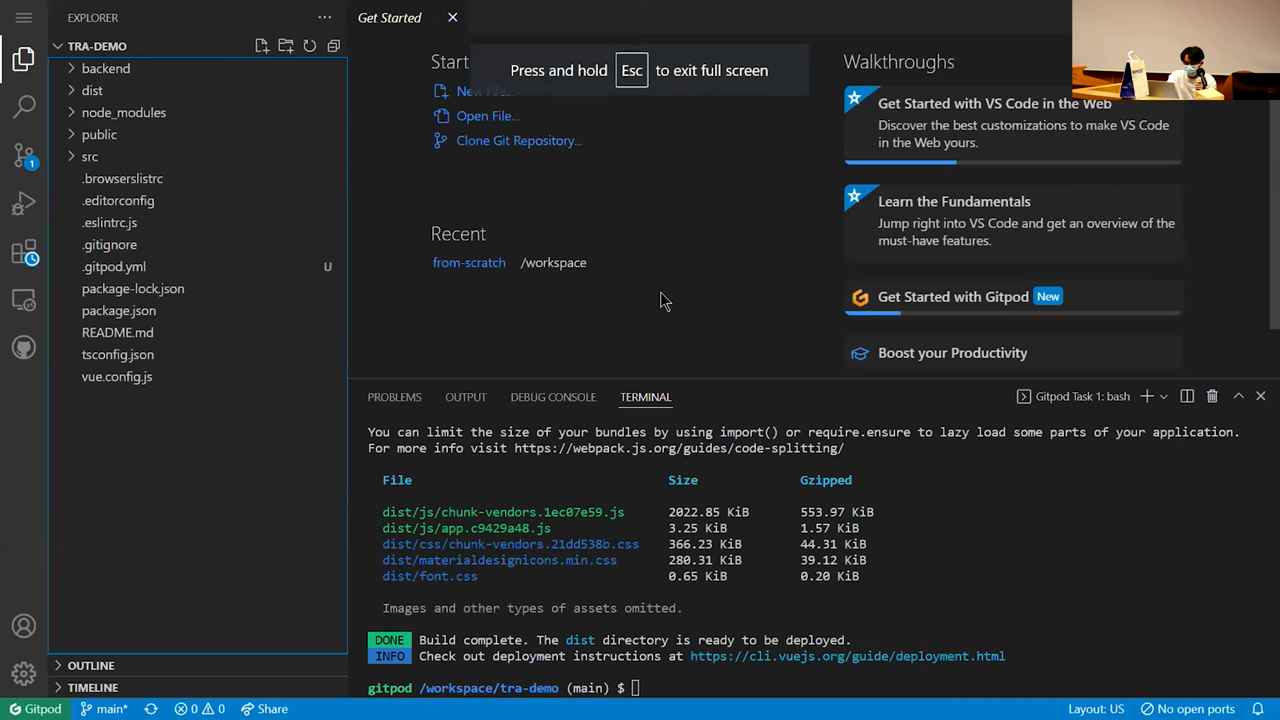 EXPLORER
TRA-DEMO
backend
dist
node_modules
public
src
.browserslistrc
.editorconfig
.eslintrc.js
.gitignore
.gitpod.yml U
package-lock.json
package.json
README.md
tsconfig.json
vue.config.js
OUTLINE
TIMELINE
1
Get Started
Start
New File...
Open File...
Clone Git Repository...
Press and hold Esc to exit full screen
Recent
from-scratch /workspace
Walkthroughs
Get Started with VS Code in the Web
Discover the best customizations to make VS Code
in the Web yours.
Learn the Fundamentals
Jump right into VS Code and get an overview of the
must-have features.
Get Started with Gitpod New
Boost your Productivity
PROBLEMS OUTPUT DEBUG CONSOLE TERMINAL
Gitpod Task 1: bash
You can limit the size of your bundles by using import() or require.ensure to lazy load some parts of your application.
For more info visit https://webpack.js.org/guides/code-splitting/
File Size Gzipped
dist/js/chunk-vendors.1ec07e59.js 2022.85 KiB 553.97 KiB
dist/js/app.c9429a48.js 3.25 KiB 1.57 KiB
dist/css/chunk-vendors.21dd538b.css 366.23 KiB 44.31 KiB
dist/materialdesignicons.min.css 280.31 KiB 39.12 KiB
dist/font.css 0.65 KiB 0.20 KiB
Images and other types of assets omitted.
DONE Build complete. The dist directory is ready to be deployed.
INFO Check out deployment instructions at https://cli.vuejs.org/guide/deployment.html
gitpod /workspace/tra-demo (main) $
Gitpod main* 0 0 Share Layout: US No open ports